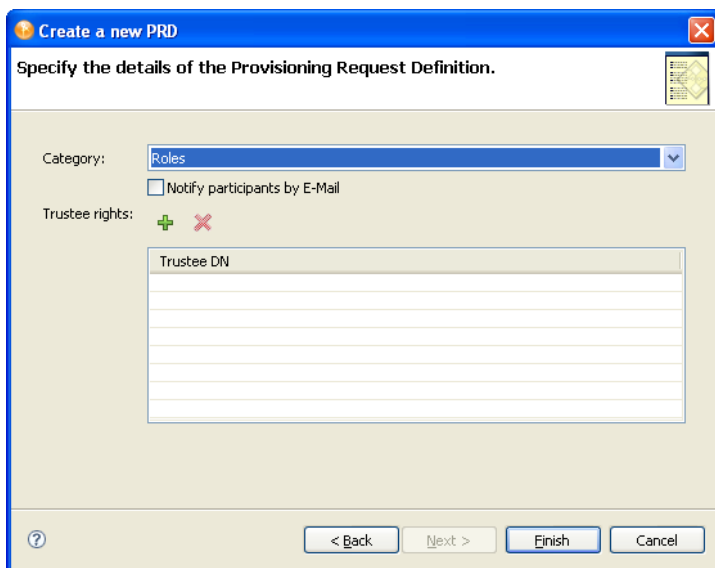 Create a new PRD
Specify the details of the Provisioning Request Definition.
Category:
Roles
Notify participants by E-Mail
Trustee rights:
Trustee DN
< Back
Next >
Finish
Cancel